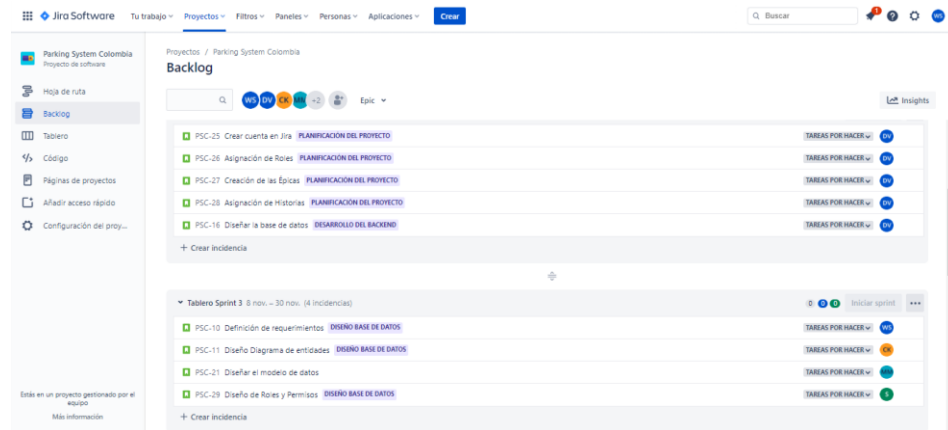 Jira Software Tu trabajo Proyectos Filtros Paneles Personas Aplicaciones Crear Buscar WS
Parking System Colombia
Proyecto de software
Hoja de ruta
Backlog
Tablero
Código
Páginas de proyectos
Añadir acceso rápido
Configuración del proy...
Estás en un proyecto gestionado por el equipo
Más información
Proyectos / Parking System Colombia
Backlog
WS DV CK MN +2 Epic Insights
PSC-25 Crear cuenta en Jira PLANIFICACIÓN DEL PROYECTO TAREAS POR HACER DV
PSC-26 Asignación de Roles PLANIFICACIÓN DEL PROYECTO TAREAS POR HACER DV
PSC-27 Creación de las Épicas PLANIFICACIÓN DEL PROYECTO TAREAS POR HACER DV
PSC-28 Asignación de Historias PLANIFICACIÓN DEL PROYECTO TAREAS POR HACER DV
PSC-16 Diseñar la base de datos DESARROLLO DEL BACKEND TAREAS POR HACER DV
+ Crear incidencia
Tablero Sprint 3 8 nov. – 30 nov. (4 incidencias) 0 0 0 Iniciar sprint
PSC-10 Definición de requerimientos DISEÑO BASE DE DATOS TAREAS POR HACER WS
PSC-11 Diseño Diagrama de entidades DISEÑO BASE DE DATOS TAREAS POR HACER CK
PSC-21 Diseñar el modelo de datos TAREAS POR HACER
PSC-29 Diseño de Roles y Permisos DISEÑO BASE DE DATOS TAREAS POR HACER S
+ Crear incidencia